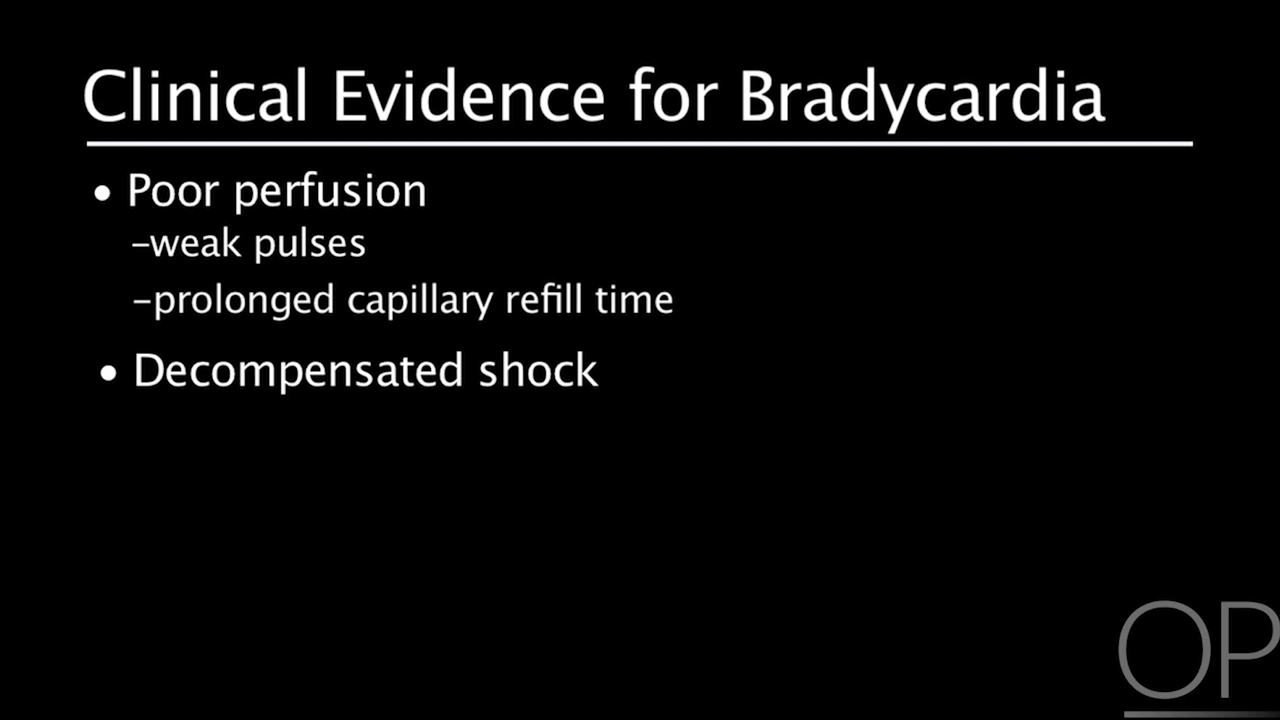 Clinical Evidence for Bradycardia
• Poor perfusion
–weak pulses
–prolonged capillary refill time
• Decompensated shock
OP